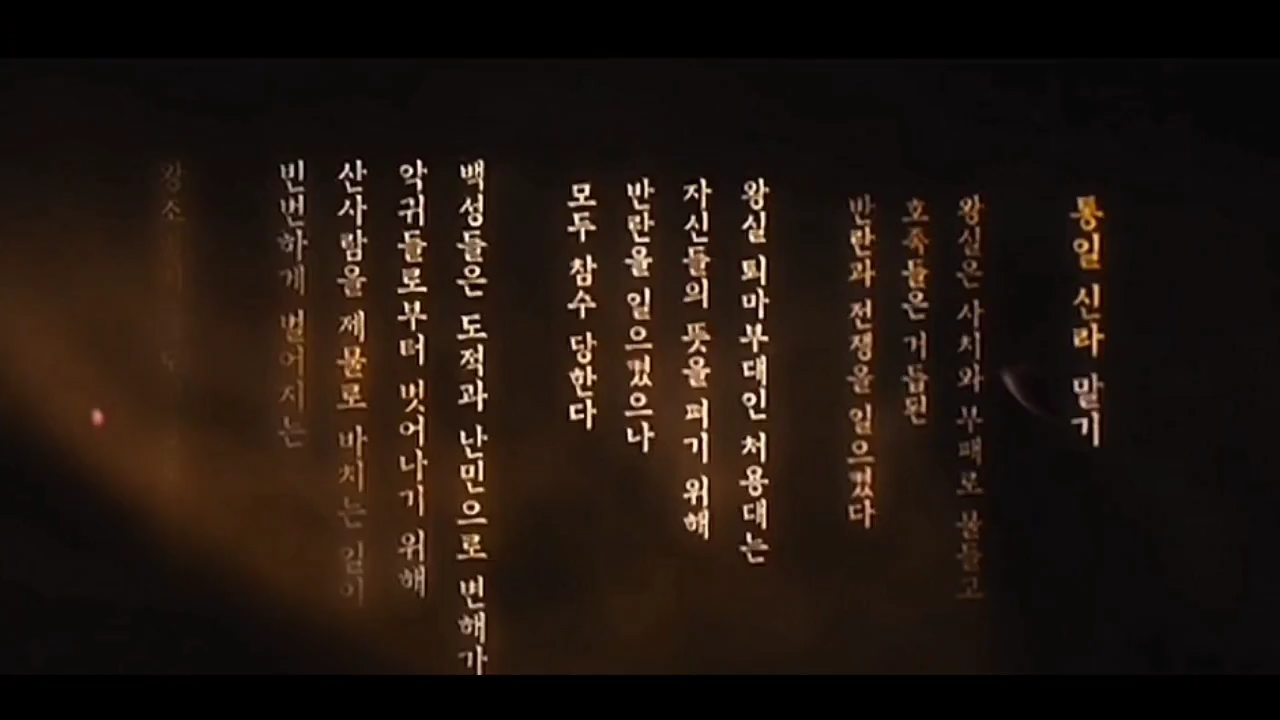 통일 신라 말기
왕실은 사치와 부패로 물들고
호족들은 거듭된
반란과 전쟁을 일으켰다
왕실 퇴마부대인 처용대는
자신들의 뜻을 펴기 위해
반란을 일으켰으나
모두 참수 당한다
백성들은 도적과 난민으로 변해가
악귀들로부터 벗어나기 위해
산사람을 제물로 바치는 일이
빈번하게 벌어지는
왕소